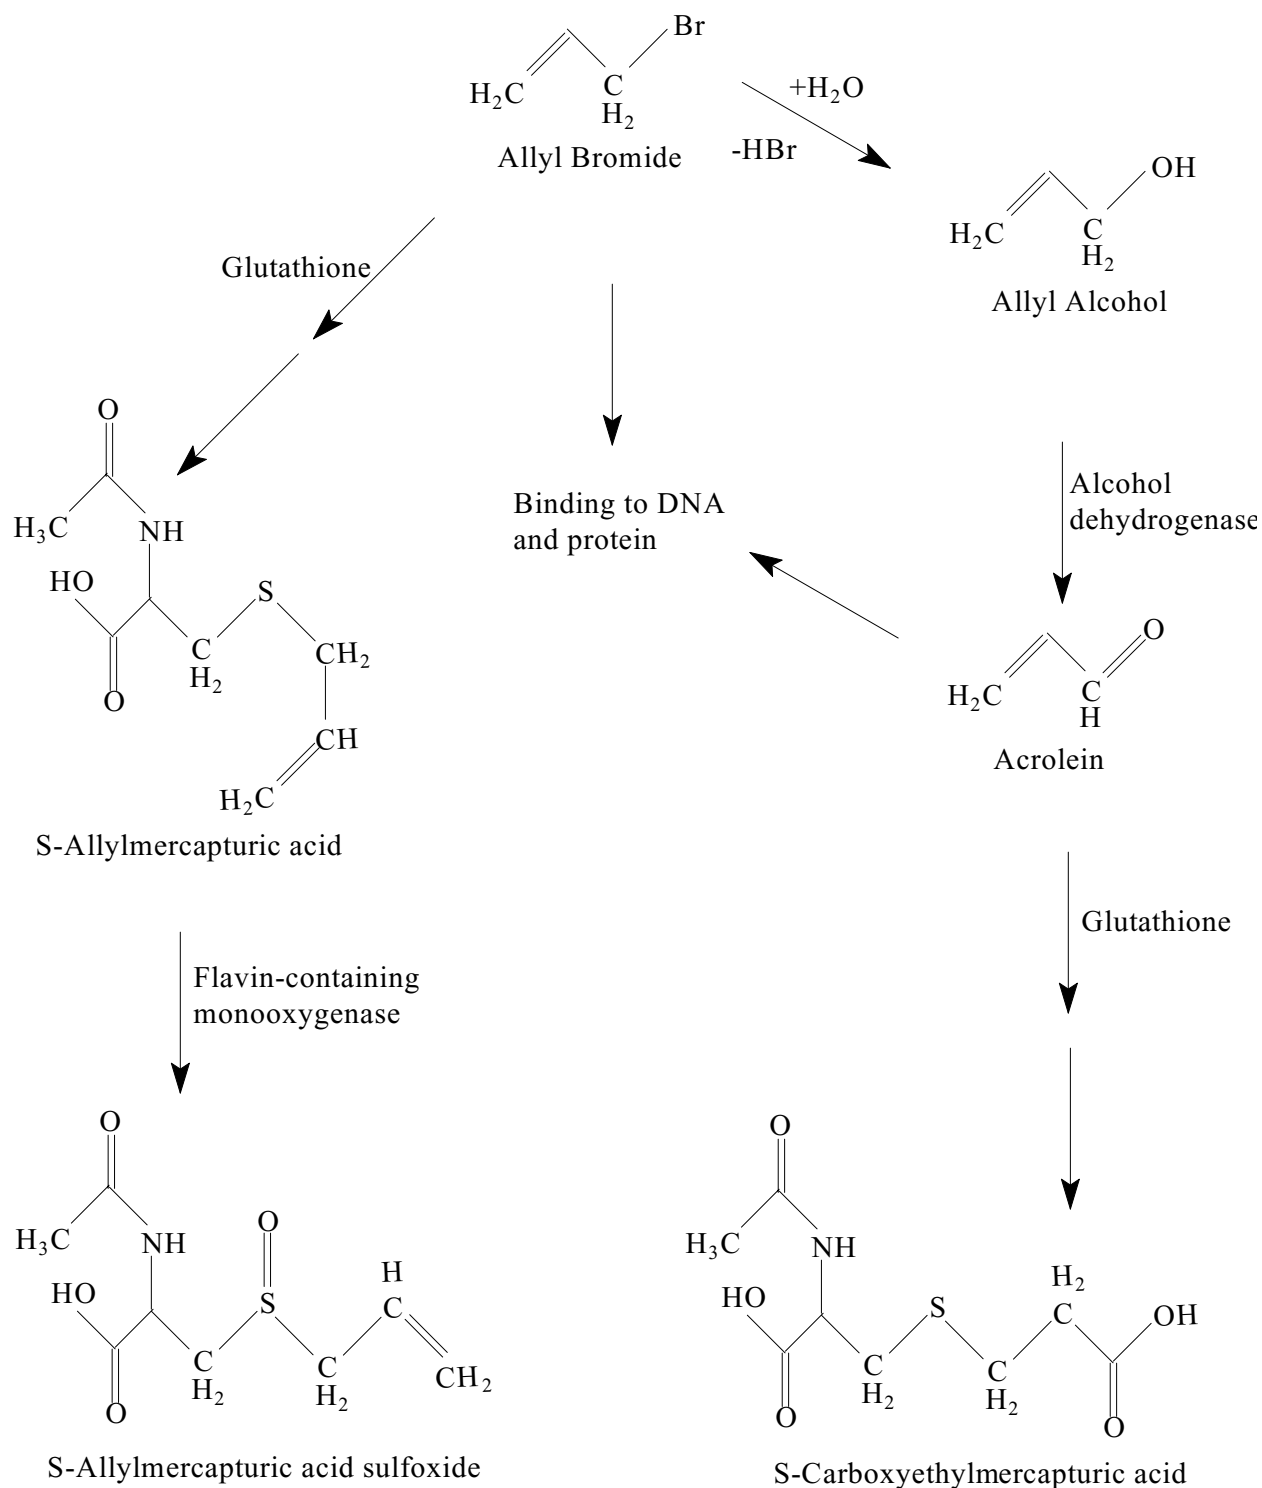 Br
H₂C
C
H₂
Allyl Bromide
+H₂O
-HBr
OH
H₂C
C
H₂
Allyl Alcohol
Glutathione
O
H₃C
NH
HO
S
C
H₂
CH₂
O
CH
H₂C
S-Allylmercapturic acid
Binding to DNA
and protein
Alcohol
dehydrogenase
O
H₂C
C
H
Acrolein
Glutathione
Flavin-containing
monooxygenase
O
H₃C
NH
O
HO
S
H
C
C
H₂
C
H₂
CH₂
O
S-Allylmercapturic acid sulfoxide
O
H₃C
NH
HO
S
H₂
C
OH
C
H₂
C
H₂
O
O
S-Carboxyethylmercapturic acid